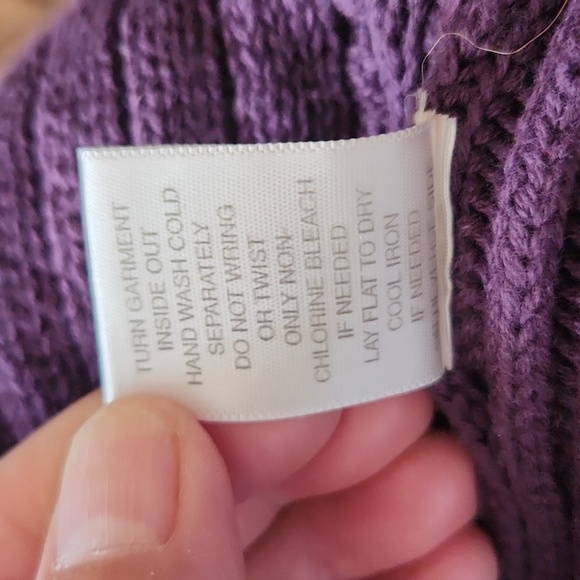 TURN GARMENT
INSIDE OUT
HAND WASH COLD
SEPARATELY
DO NOT WRING
OR TWIST
ONLY NON-
CHLORINE BLEACH
IF NEEDED
LAY FLAT TO DRY
COOL IRON
IF NEEDED